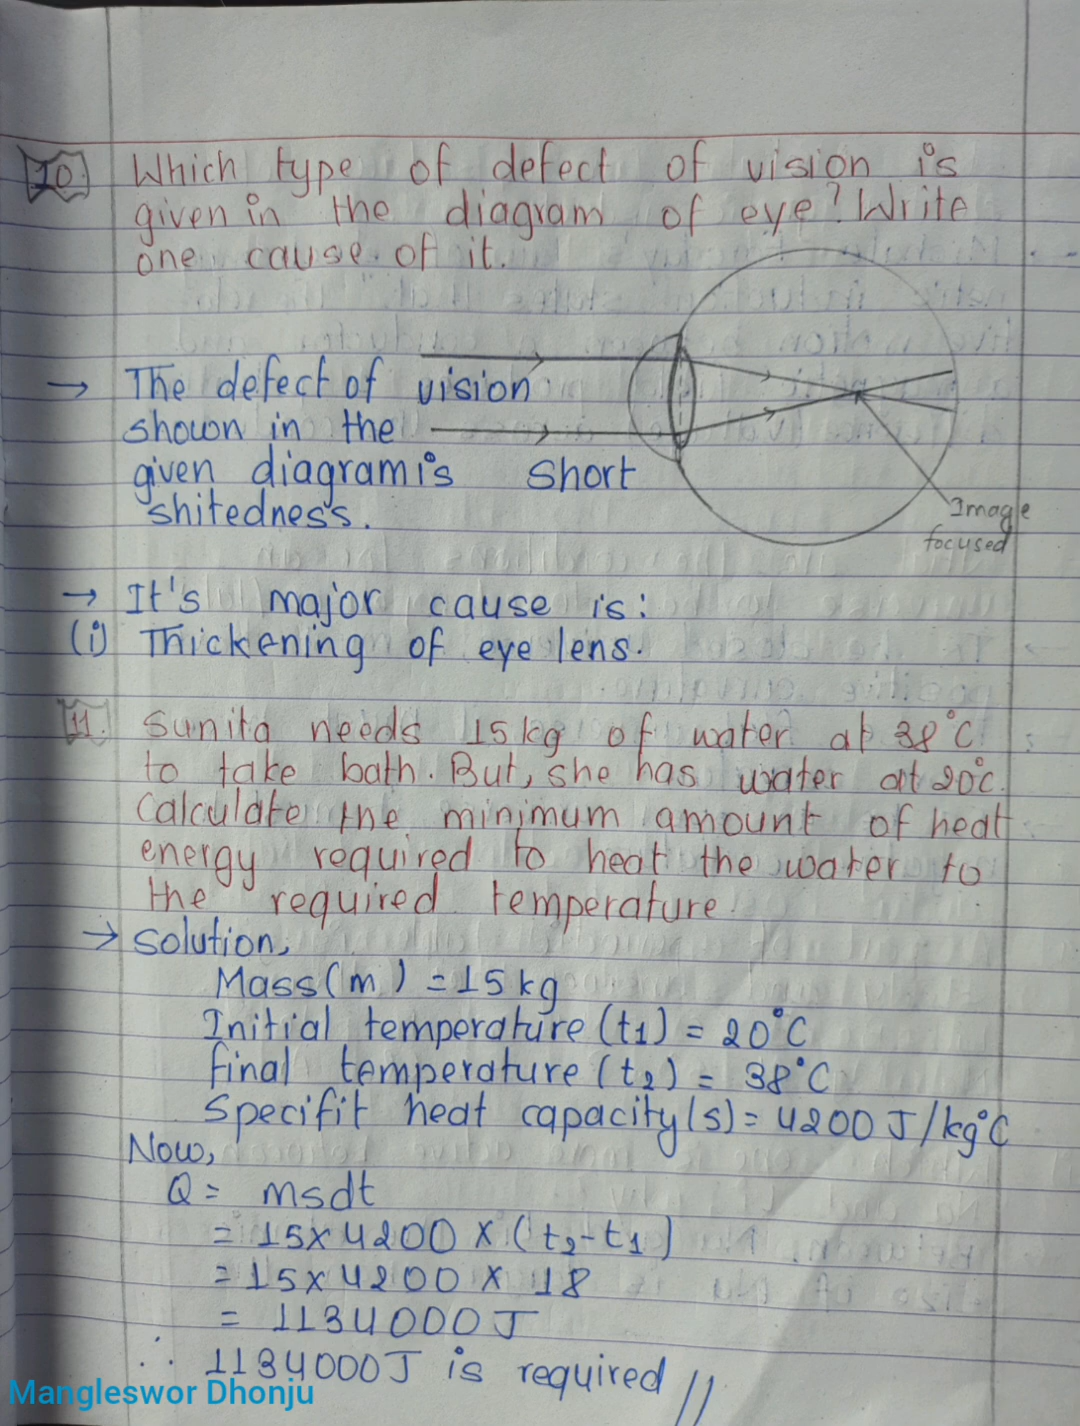 10. Which type of defect of vision is
given in the diagram of eye? Write
one cause of it.
→ The defect of vision
shown in the
given diagram is short
shitedness.
Image
focused
→ It's major cause is:
(i) Thickening of eye lens.
11. Sunita needs 15 kg of water at 38°C
to take bath. But, she has water at 20°C.
Calculate the minimum amount of heat
energy required to heat the water to
the required temperature.
→ Solution,
Mass (m) = 15 kg
Initial temperature (t1) = 20°C
final temperature (t2) = 38°C
Specifit heat capacity (s) = 4200 J/kg°C
Now,
Q = msdt
= 15 x 4200 x (t2-t1)
= 15 x 4200 x 18
= 1134000 J
∴ 1134000 J is required //
Mangleswor Dhonju